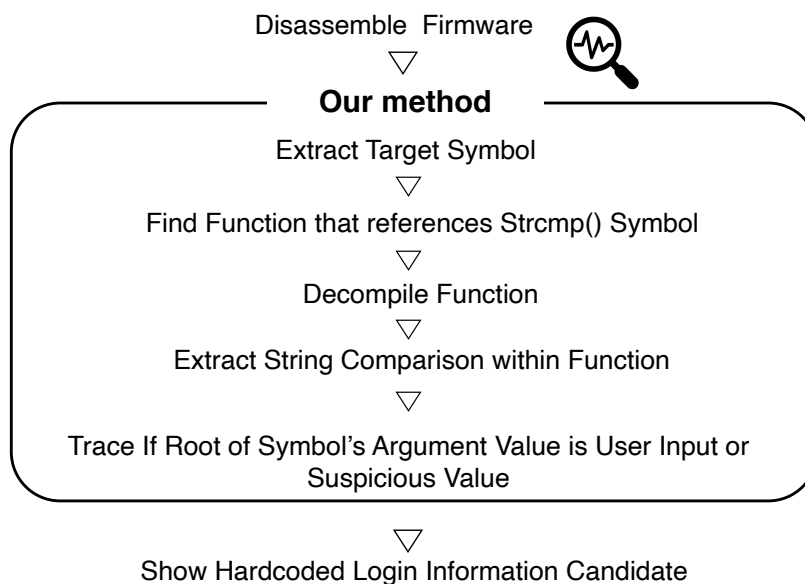 Disassemble Firmware
Our method
Extract Target Symbol
Find Function that references Strcmp() Symbol
Decompile Function
Extract String Comparison within Function
Trace If Root of Symbol's Argument Value is User Input or
Suspicious Value
Show Hardcoded Login Information Candidate